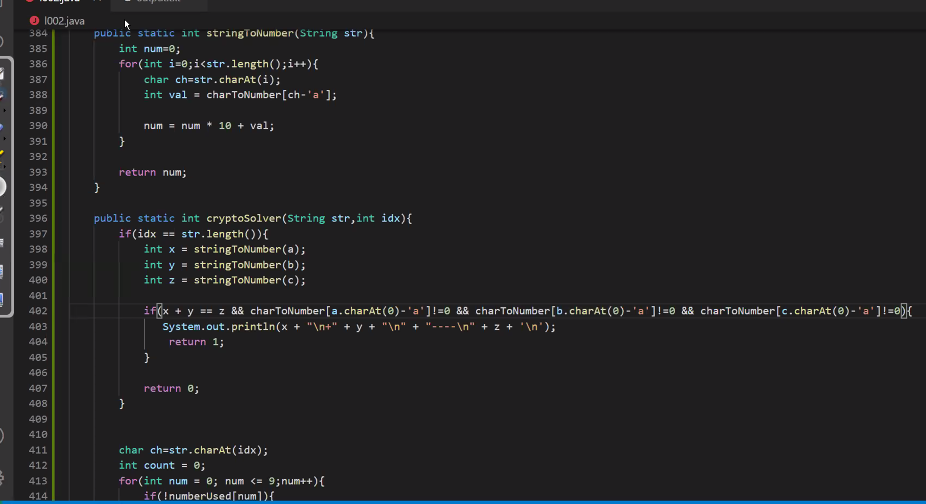 l002.java
384 public static int stringToNumber(String str){
385 int num=0;
386 for(int i=0;i<str.length();i++){
387 char ch=str.charAt(i);
388 int val = charToNumber[ch-'a'];
389
390 num = num * 10 + val;
391 }
392
393 return num;
394 }
395
396 public static int cryptoSolver(String str,int idx){
397 if(idx == str.length()){
398 int x = stringToNumber(a);
399 int y = stringToNumber(b);
400 int z = stringToNumber(c);
401
402 if(x + y == z && charToNumber[a.charAt(0)-'a']!=0 && charToNumber[b.charAt(0)-'a']!=0 && charToNumber[c.charAt(0)-'a']!=0){
403 System.out.println(x + "\n+" + y + "\n" + "----\n" + z + '\n');
404 return 1;
405 }
406
407 return 0;
408 }
409
410
411 char ch=str.charAt(idx);
412 int count = 0;
413 for(int num = 0; num <= 9;num++){
414 if(!numberUsed[num]){